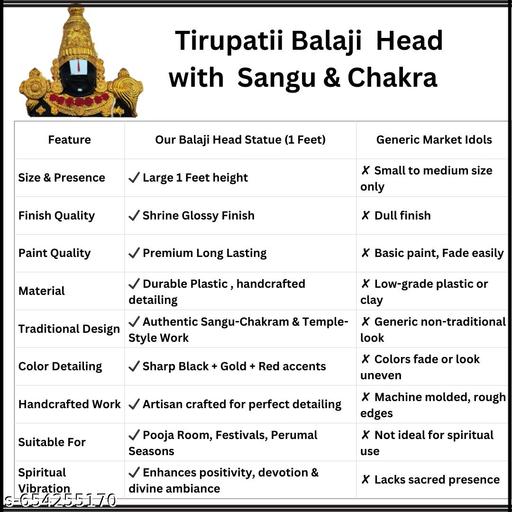 Tirupatii Balaji Head
with Sangu & Chakra
Feature Our Balaji Head Statue (1 Feet) Generic Market Idols
Size & Presence ✓ Large 1 Feet height ✗ Small to medium size
only
Finish Quality ✓ Shrine Glossy Finish ✗ Dull finish
Paint Quality ✓ Premium Long Lasting ✗ Basic paint, Fade easily
Material ✓ Durable Plastic , handcrafted
detailing ✗ Low-grade plastic or
clay
Traditional Design ✓ Authentic Sangu-Chakram & Temple-
Style Work ✗ Generic non-traditional
look
Color Detailing ✓ Sharp Black + Gold + Red accents ✗ Colors fade or look
uneven
Handcrafted Work ✓ Artisan crafted for perfect detailing ✗ Machine molded, rough
edges
Suitable For ✓ Pooja Room, Festivals, Perumal
Seasons ✗ Not ideal for spiritual
use
Spiritual
Vibration ✓ Enhances positivity, devotion &
divine ambiance ✗ Lacks sacred presence
s-654255170